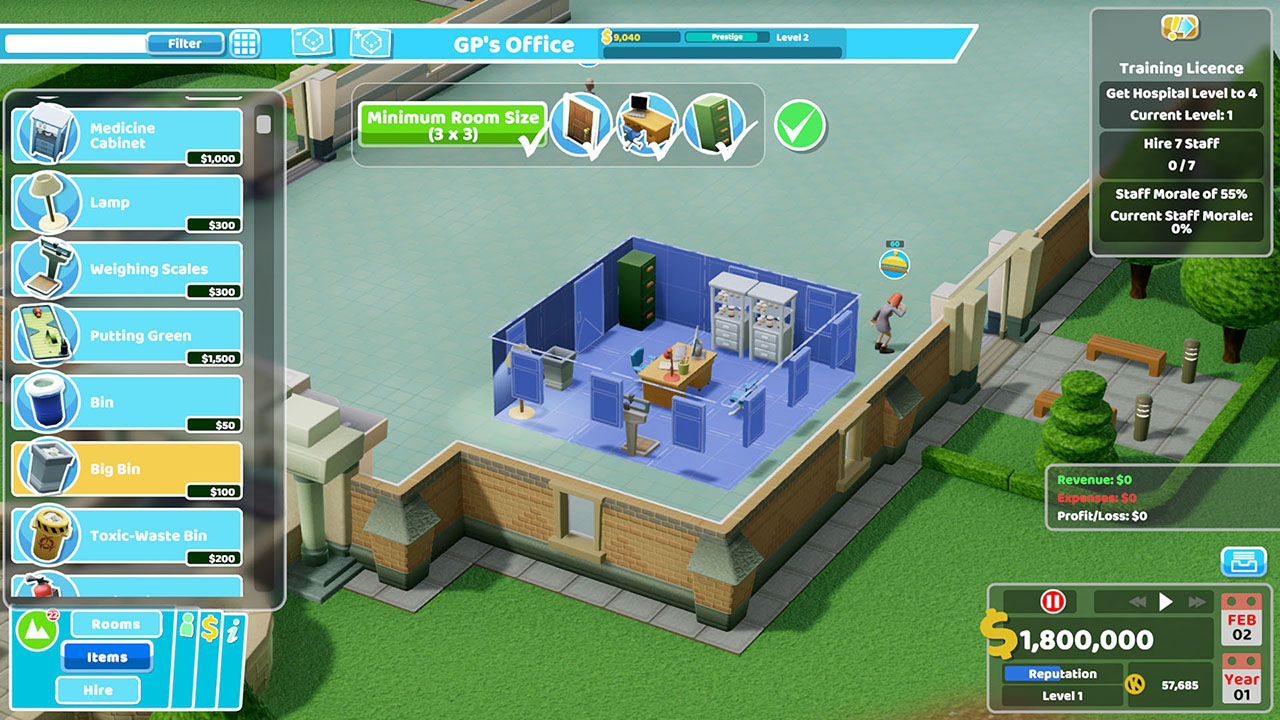 Filter
GP's Office
$9,040
Prestige
Level 2
Minimum Room Size
(3 x 3)
Medicine
Cabinet
$1,000
Lamp
$300
Weighing Scales
$300
Putting Green
$1,500
Bin
$50
Big Bin
$100
Toxic-Waste Bin
$200
22
Rooms
Items
Hire
60
Training Licence
Get Hospital Level to 4
Current Level: 1
Hire 7 Staff
0 / 7
Staff Morale of 55%
Current Staff Morale:
0%
Revenue: $0
Expenses: $0
Profit/Loss: $0
$1,800,000
Reputation
Level 1
K 57,685
FEB
02
Year
01